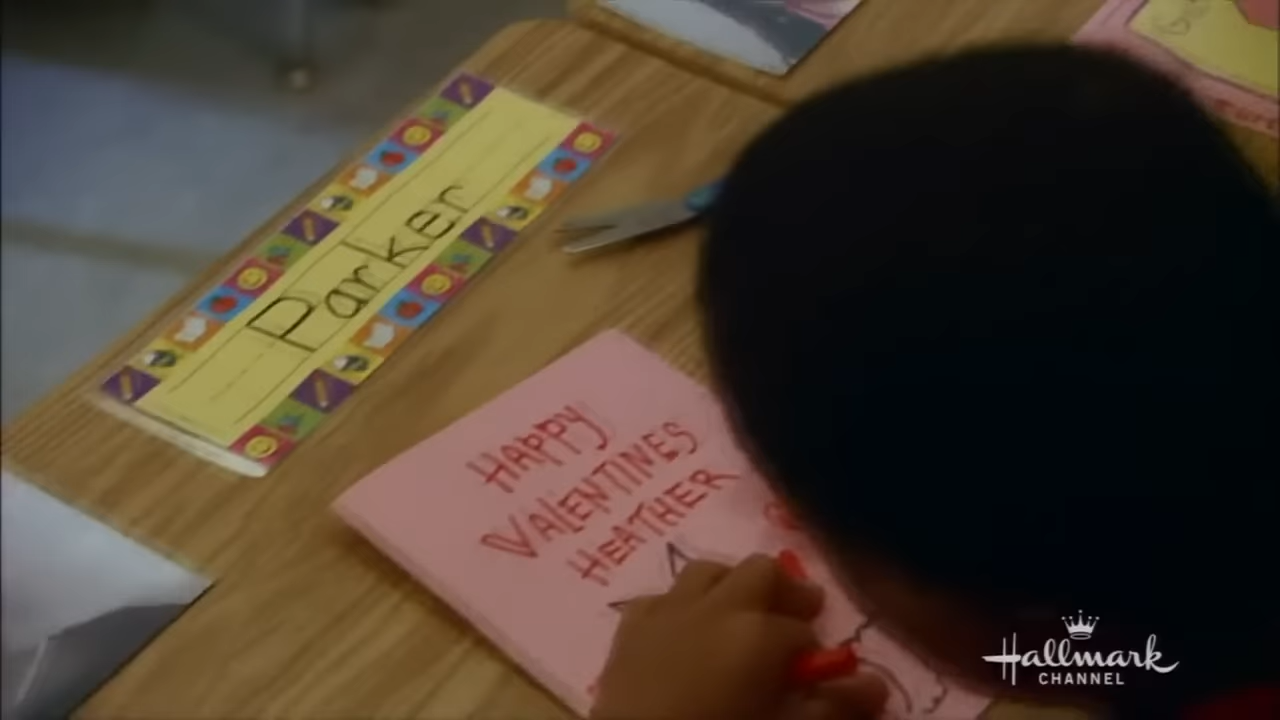 Parker
HAPPY
VALENTINES
HEATHER
Hallmark
CHANNEL